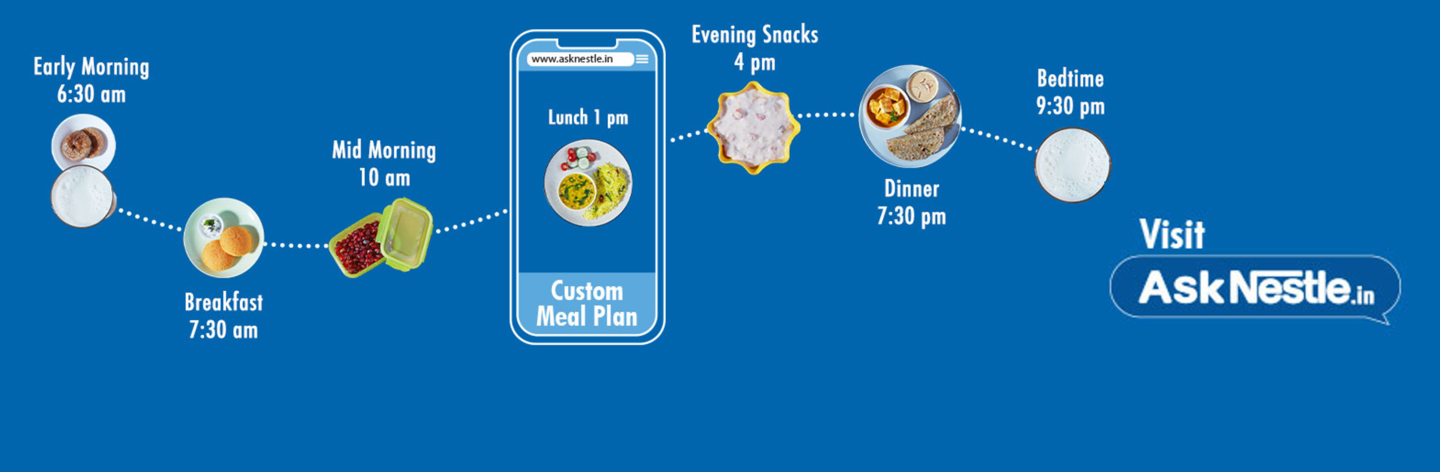 Early Morning
6:30 am
Breakfast
7:30 am
Mid Morning
10 am
www.asknestle.in
Lunch 1 pm
Custom
Meal Plan
Evening Snacks
4 pm
Dinner
7:30 pm
Bedtime
9:30 pm
Visit
AskNestle.in